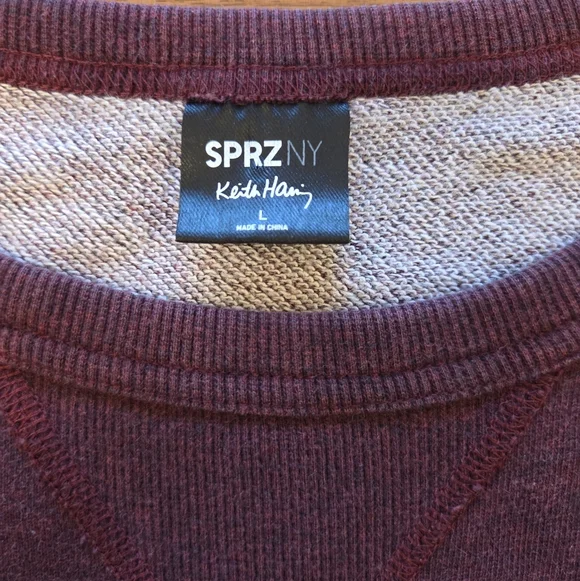 SPRZ NY
Keith Haring
L
MADE IN CHINA